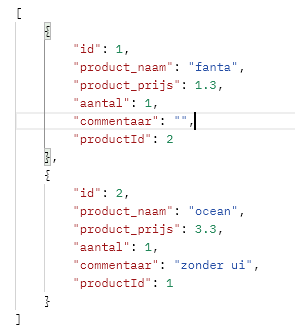 [
{
"id": 1,
"product_naam": "fanta",
"product_prijs": 1.3,
"aantal": 1,
"commentaar": "",
"productId": 2
},
{
"id": 2,
"product_naam": "ocean",
"product_prijs": 3.3,
"aantal": 1,
"commentaar": "zonder ui",
"productId": 1
}
]